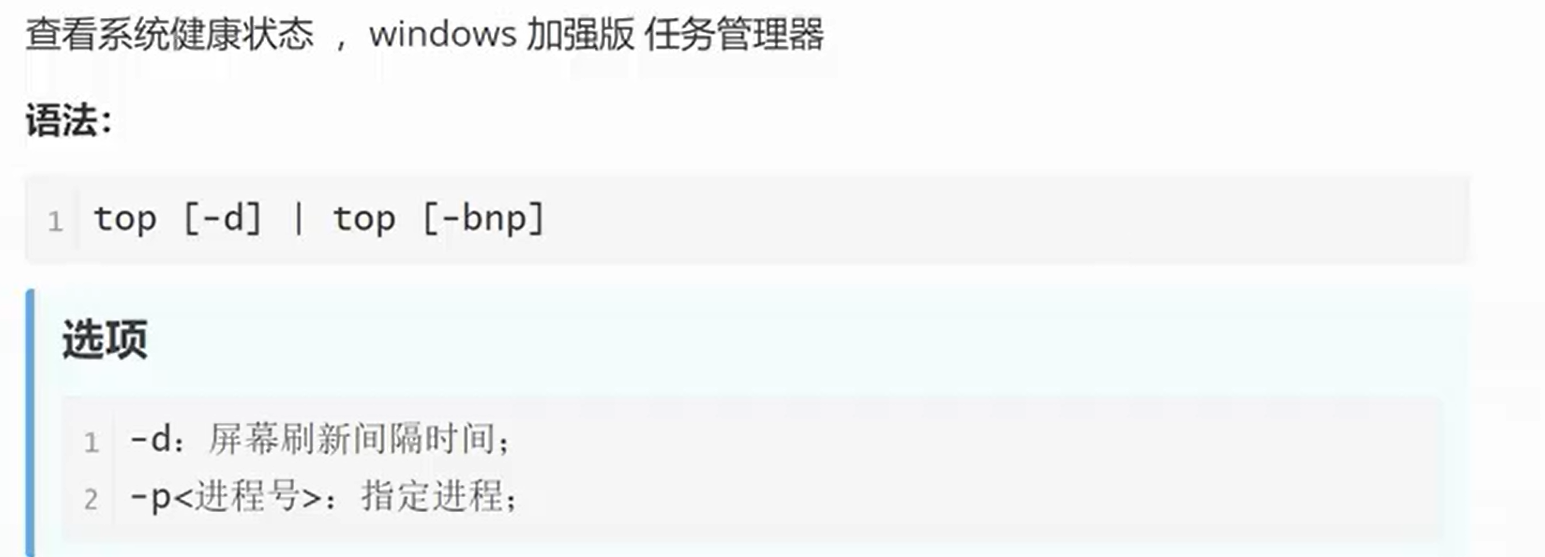 查看系统健康状态 ， windows 加强版 任务管理器
语法：
1 top [-d] | top [-bnp]
选项
1 -d：屏幕刷新间隔时间；
2 -p<进程号>：指定进程；